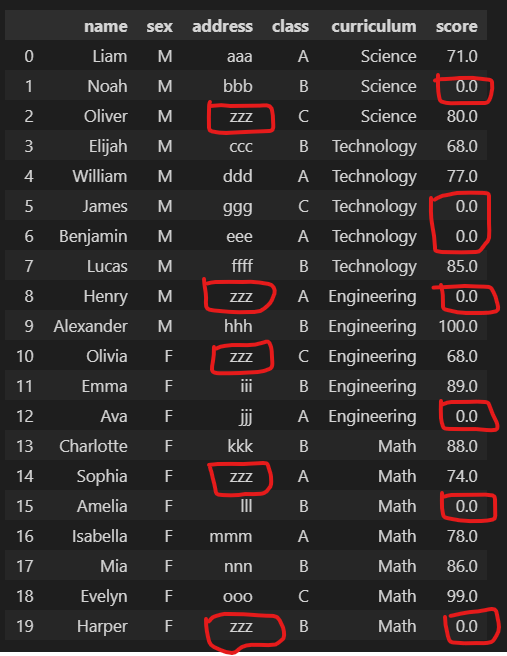 name sex address class curriculum score
0 Liam M aaa A Science 71.0
1 Noah M bbb B Science 0.0
2 Oliver M zzz C Science 80.0
3 Elijah M ccc B Technology 68.0
4 William M ddd A Technology 77.0
5 James M ggg C Technology 0.0
6 Benjamin M eee A Technology 0.0
7 Lucas M ffff B Technology 85.0
8 Henry M zzz A Engineering 0.0
9 Alexander M hhh B Engineering 100.0
10 Olivia F zzz C Engineering 68.0
11 Emma F iii B Engineering 89.0
12 Ava F jjj A Engineering 0.0
13 Charlotte F kkk B Math 88.0
14 Sophia F zzz A Math 74.0
15 Amelia F lll B Math 0.0
16 Isabella F mmm A Math 78.0
17 Mia F nnn B Math 86.0
18 Evelyn F ooo C Math 99.0
19 Harper F zzz B Math 0.0